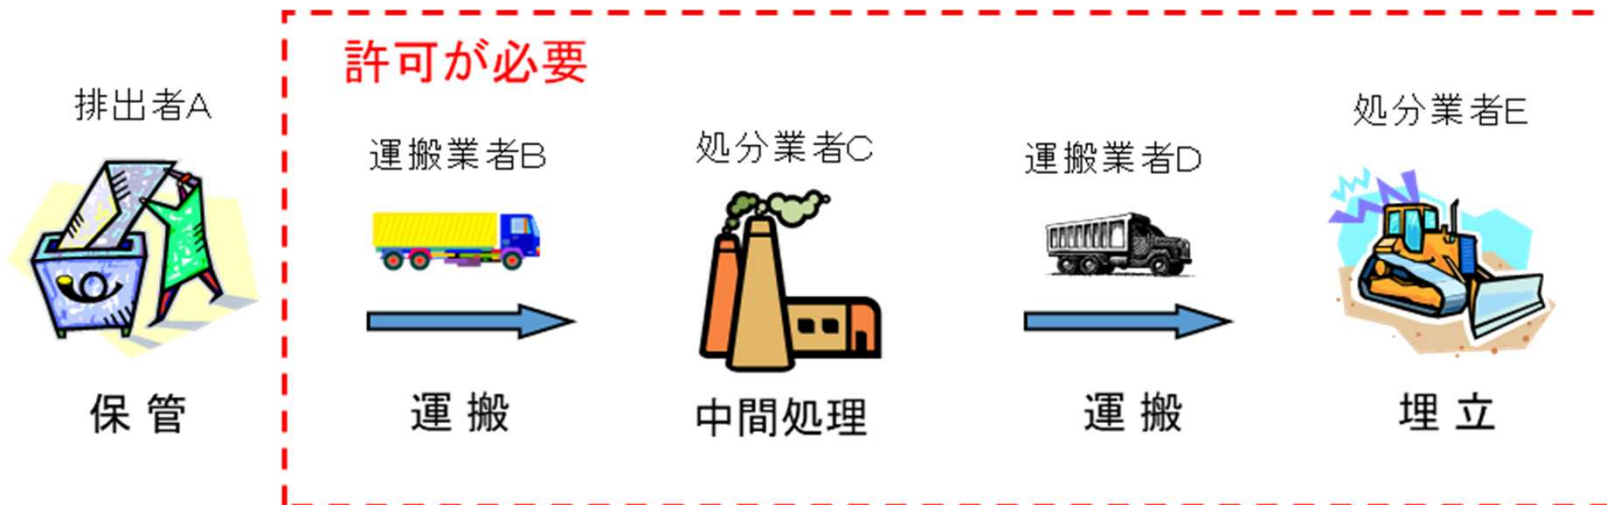 許可が必要
排出者A
運搬業者B
処分業者C
運搬業者D
処分業者E
保管
運搬
中間処理
運搬
埋立